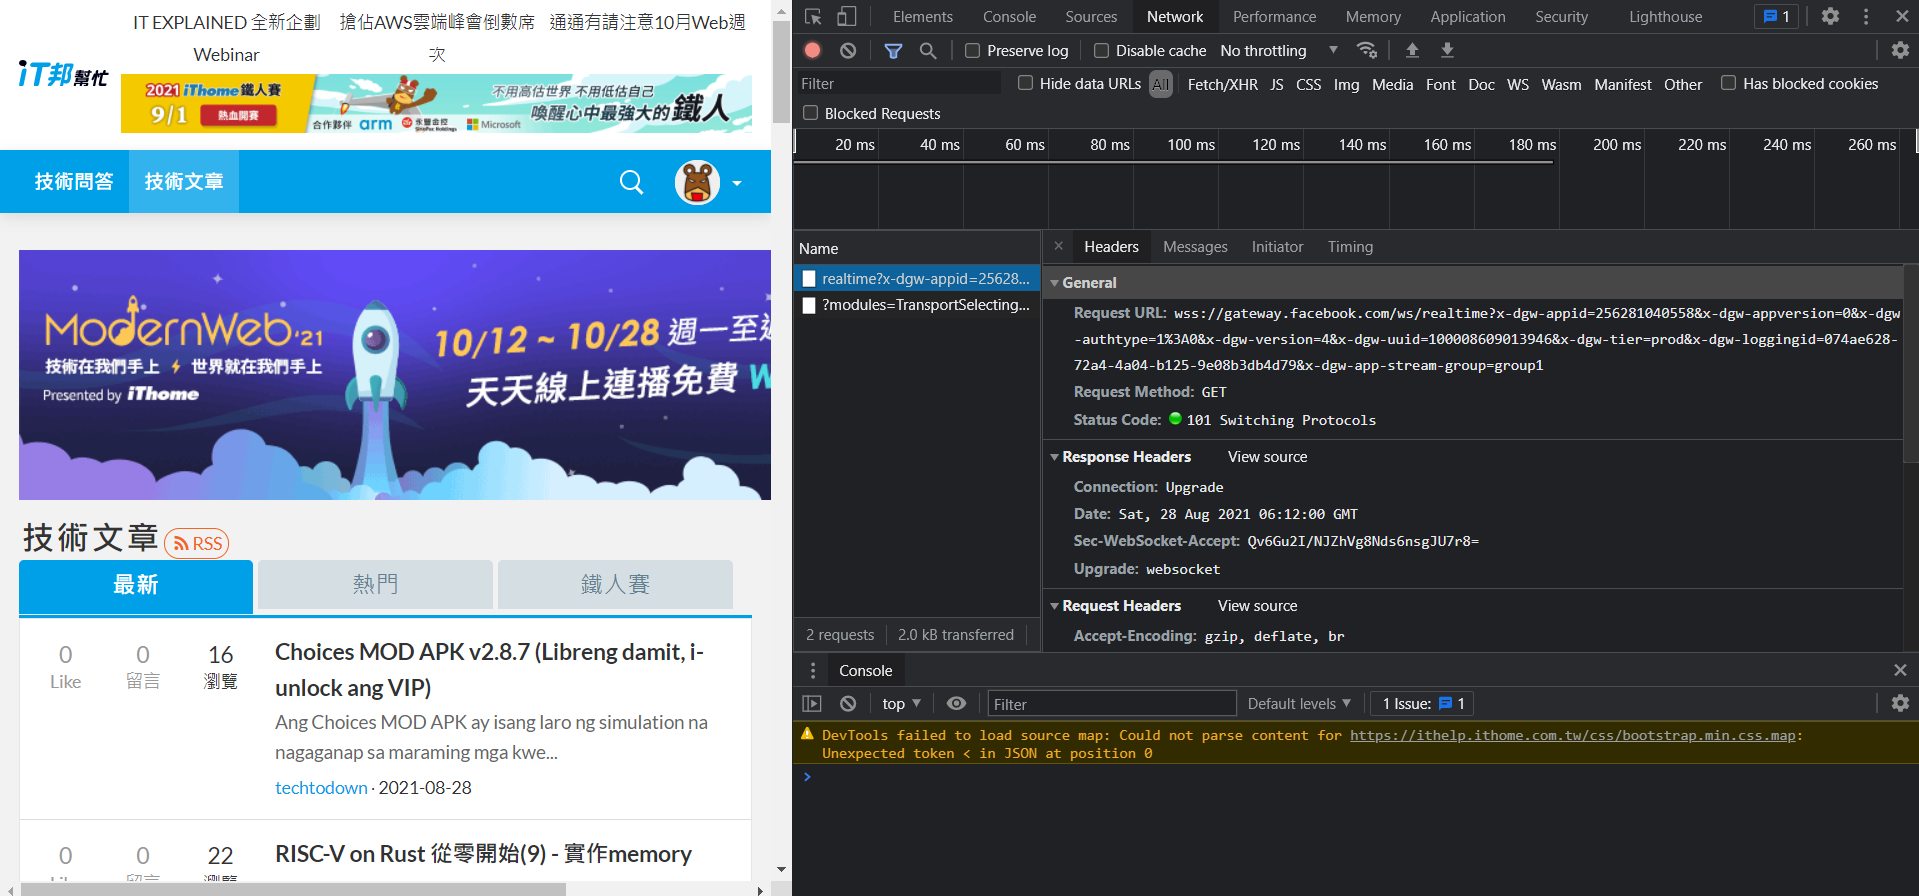 IT EXPLAINED 全新企劃 搶佔AWS雲端峰會倒數席 通通有請注意10月Web週
Webinar 次
iT邦幫忙
2021 iThome 鐵人賽
9/1 熱血開賽
不用高估世界 不用低估自己
喚醒心中最強大的鐵人
合作夥伴 arm 永豐金控 SinoPac Holdings Microsoft
技術問答 技術文章
ModernWeb '21
技術在我們手上 世界就在我們手上
Presented by iThome
10/12 ~ 10/28 週一至週
天天線上連播免費 W
技術文章 RSS
最新 熱門 鐵人賽
0 0 16
Like 留言 瀏覽
Choices MOD APK v2.8.7 (Libreng damit, i-
unlock ang VIP)
Ang Choices MOD APK ay isang laro ng simulation na
nagaganap sa maraming mga kwe...
techtodown · 2021-08-28
0 0 22
Like 留言 瀏覽
RISC-V on Rust 從零開始(9) - 實作memory
Elements Console Sources Network Performance Memory Application Security Lighthouse 1
Preserve log Disable cache No throttling
Filter Hide data URLs All Fetch/XHR JS CSS Img Media Font Doc WS Wasm Manifest Other Has blocked cookies
Blocked Requests
20 ms 40 ms 60 ms 80 ms 100 ms 120 ms 140 ms 160 ms 180 ms 200 ms 220 ms 240 ms 260 ms
Name
realtime?x-dgw-appid=25628...
?modules=TransportSelecting...
2 requests 2.0 kB transferred
Headers Messages Initiator Timing
General
Request URL: wss://gateway.facebook.com/ws/realtime?x-dgw-appid=256281040558&x-dgw-appversion=0&x-dgw
-authtype=1%3A0&x-dgw-version=4&x-dgw-uuid=100008609013946&x-dgw-tier=prod&x-dgw-loggingid=074ae628-
72a4-4a04-b125-9e08b3db4d79&x-dgw-app-stream-group=group1
Request Method: GET
Status Code: 101 Switching Protocols
Response Headers View source
Connection: Upgrade
Date: Sat, 28 Aug 2021 06:12:00 GMT
Sec-WebSocket-Accept: Qv6Gu2I/NJZhVg8Nds6nsgJU7r8=
Upgrade: websocket
Request Headers View source
Accept-Encoding: gzip, deflate, br
Console
top Filter Default levels 1 Issue: 1
DevTools failed to load source map: Could not parse content for https://ithelp.ithome.com.tw/css/bootstrap.min.css.map:
Unexpected token < in JSON at position 0